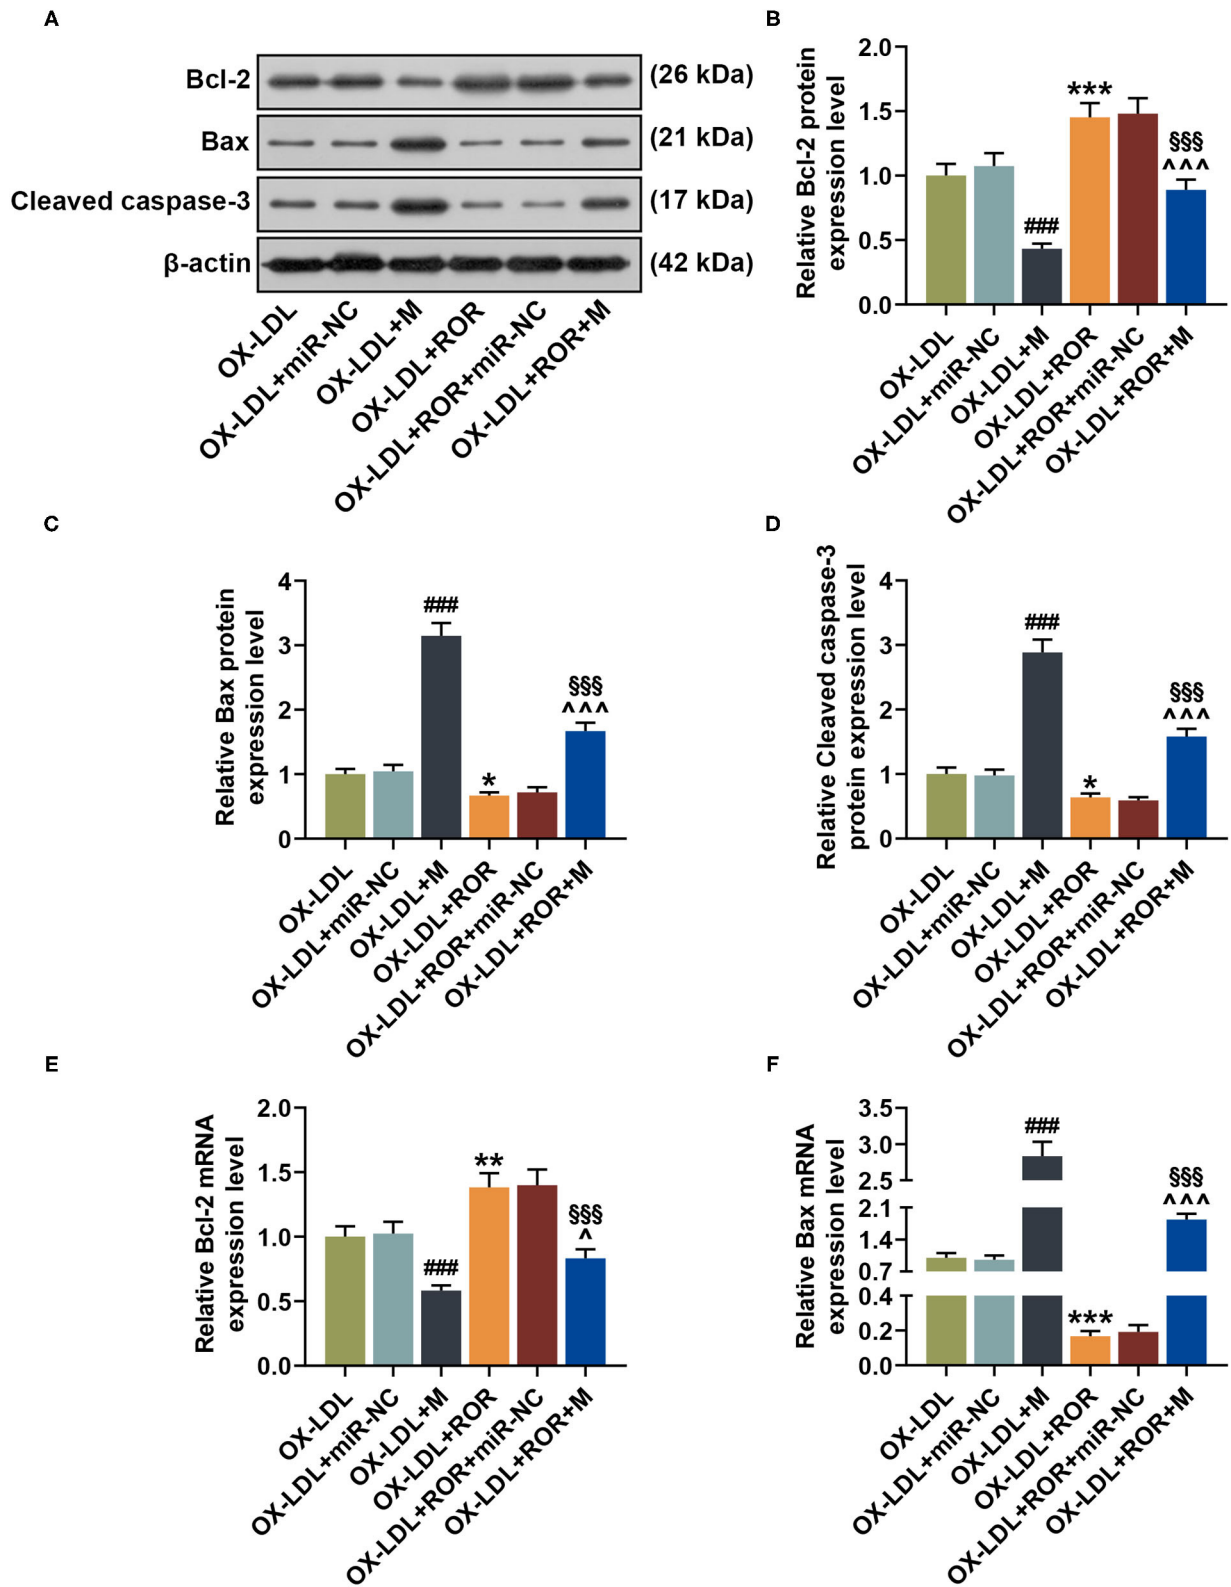 A
Bcl-2
(26 kDa)
Bax
(21 kDa)
Cleaved caspase-3
(17 kDa)
β-actin
(42 kDa)
OX-LDL
OX-LDL+miR-NC
OX-LDL+M
OX-LDL+ROR
OX-LDL+ROR+miR-NC
OX-LDL+ROR+M
B
Relative Bcl-2 protein
expression level
2.0
1.5
1.0
0.5
0.0
###
***
§§§
^^^
OX-LDL
OX-LDL+miR-NC
OX-LDL+M
OX-LDL+ROR
OX-LDL+ROR+miR-NC
OX-LDL+ROR+M
C
Relative Bax protein
expression level
4
3
2
1
0
###
*
§§§
^^^
OX-LDL
OX-LDL+miR-NC
OX-LDL+M
OX-LDL+ROR
OX-LDL+ROR+miR-NC
OX-LDL+ROR+M
D
Relative Cleaved caspase-3
protein expression level
4
3
2
1
0
###
*
§§§
^^^
OX-LDL
OX-LDL+miR-NC
OX-LDL+M
OX-LDL+ROR
OX-LDL+ROR+miR-NC
OX-LDL+ROR+M
E
Relative Bcl-2 mRNA
expression level
2.0
1.5
1.0
0.5
0.0
###
**
§§§
^
OX-LDL
OX-LDL+miR-NC
OX-LDL+M
OX-LDL+ROR
OX-LDL+ROR+miR-NC
OX-LDL+ROR+M
F
Relative Bax mRNA
expression level
3.5
3.0
2.5
2.1
1.4
0.7
0.4
0.2
0.0
###
***
§§§
^^^
OX-LDL
OX-LDL+miR-NC
OX-LDL+M
OX-LDL+ROR
OX-LDL+ROR+miR-NC
OX-LDL+ROR+M